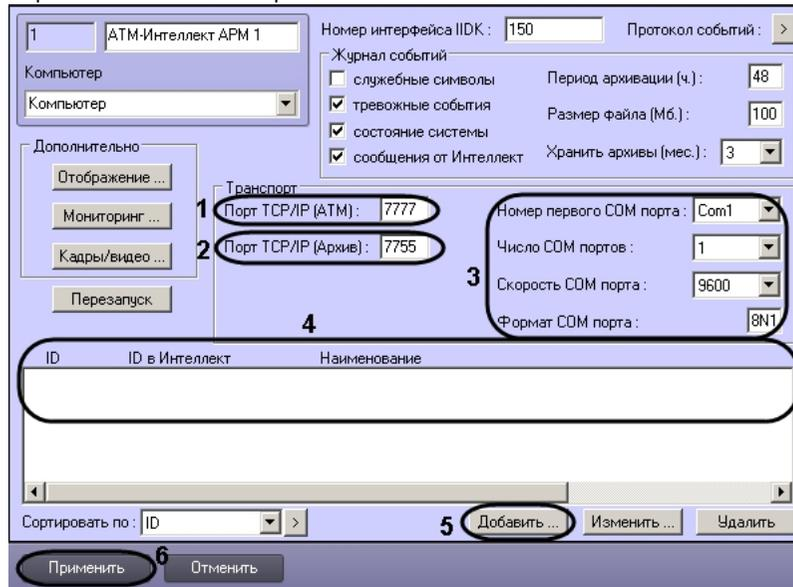 1
АТМ-Интеллект АРМ 1
Компьютер
Компьютер
Номер интерфейса IIDK : 150
Протокол событий : >
Журнал событий
служебные символы
тревожные события
состояние системы
сообщения от Интеллект
Период архивации (ч.) : 48
Размер файла (Мб.) : 100
Хранить архивы (мес.) : 3
Дополнительно
Отображение ...
Мониторинг ...
Кадры/видео ...
Перезапуск
Транспорт
1 Порт TCP/IP (ATM) : 7777
2 Порт TCP/IP (Архив) : 7755
3
Номер первого COM порта : Com1
Число COM портов : 1
Скорость COM порта : 9600
Формат COM порта : 8N1
4
ID ID в Интеллект Наименование
Сортировать по : ID >
5 Добавить ... Изменить ... Удалить
Применить 6 Отменить